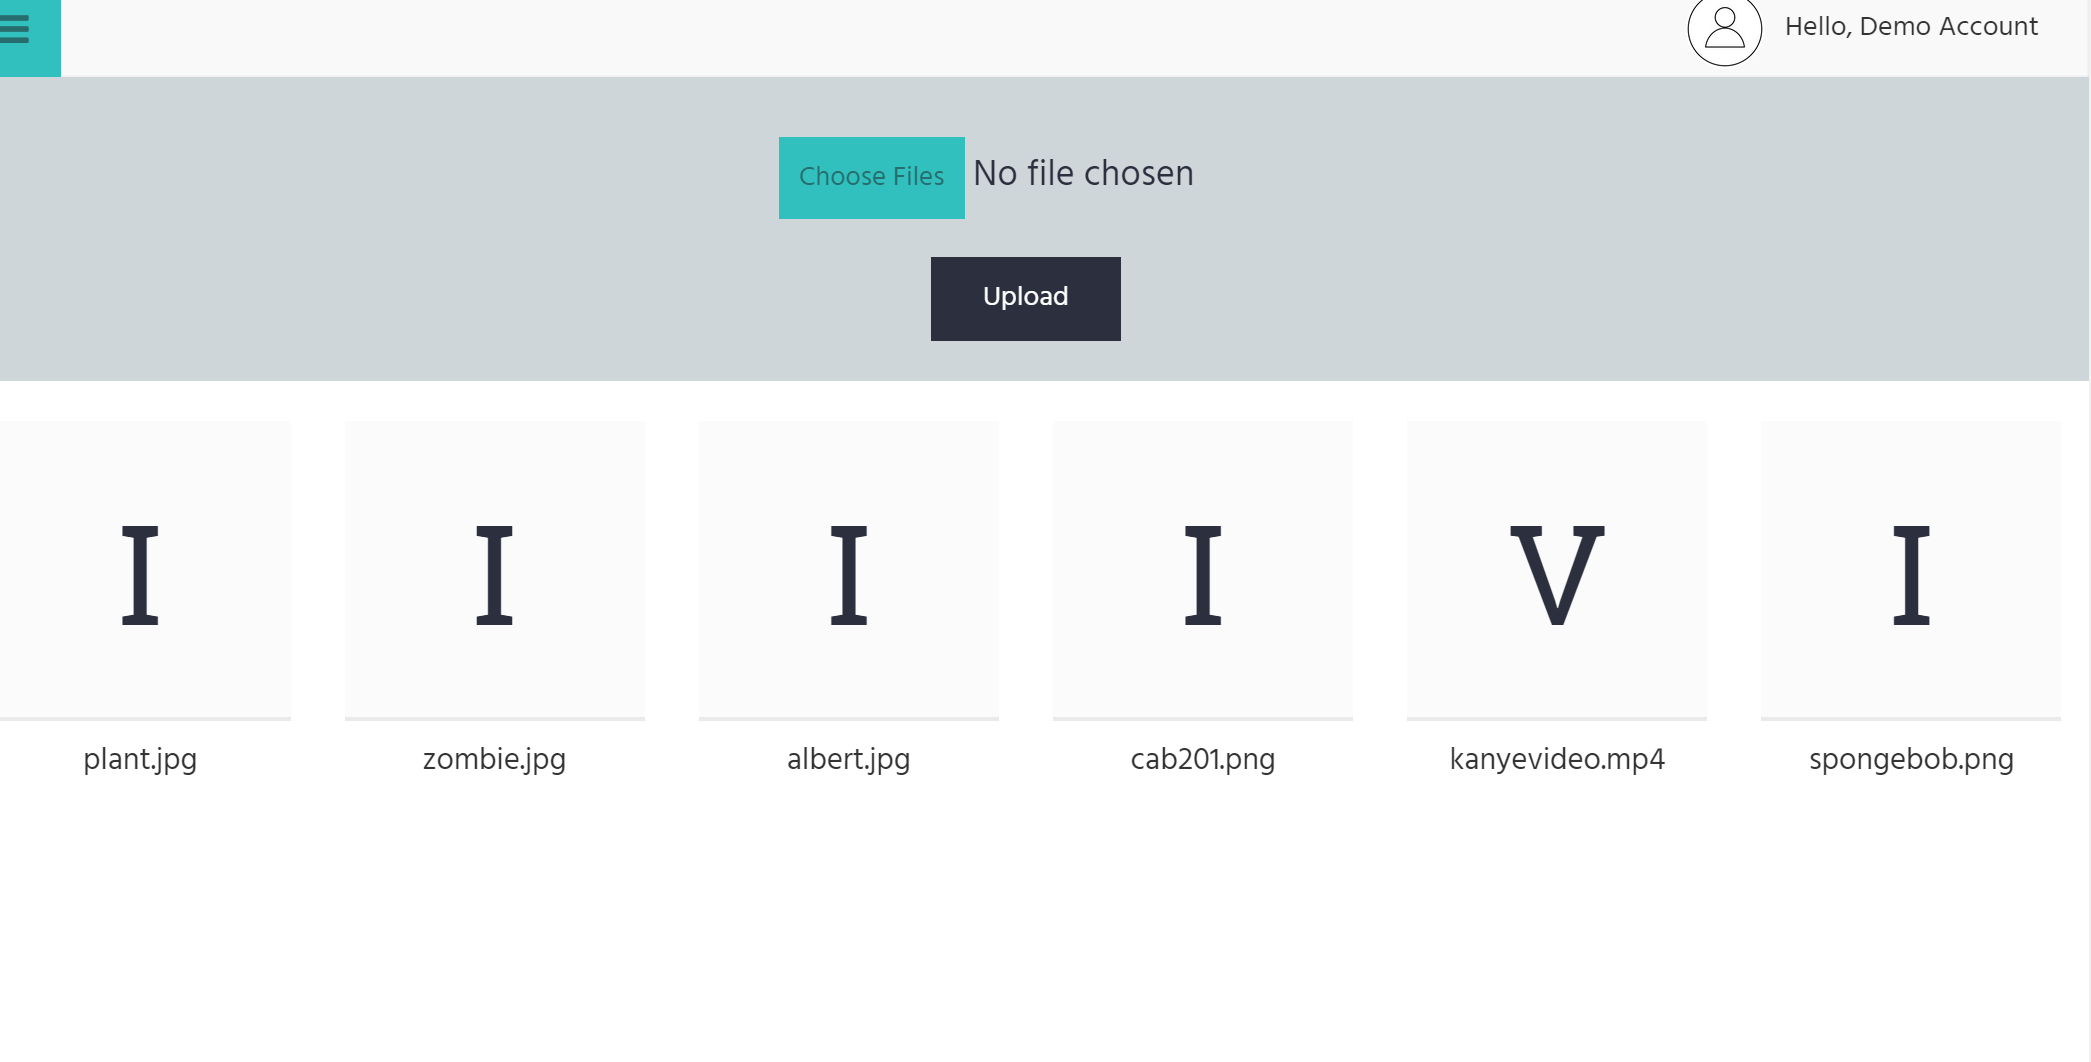 Hello, Demo Account
Choose Files No file chosen
Upload
I I I I V I
plant.jpg zombie.jpg albert.jpg cab201.png kanyevideo.mp4 spongebob.png